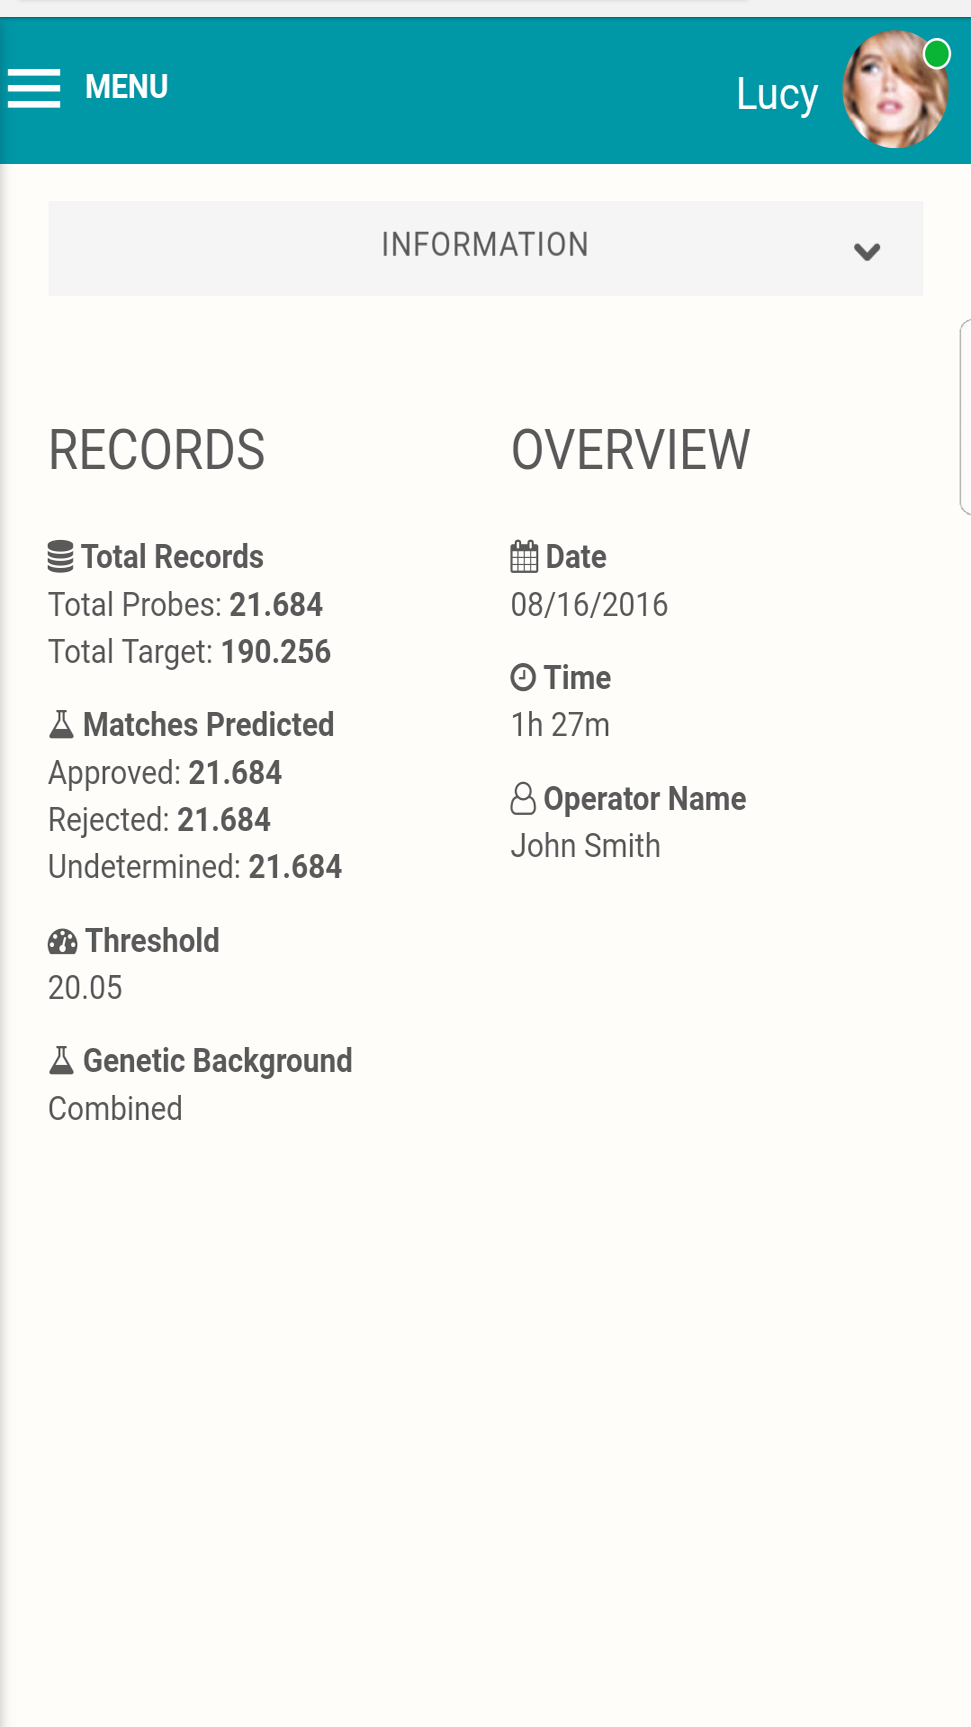 MENU
Lucy
INFORMATION
RECORDS
Total Records
Total Probes: 21.684
Total Target: 190.256
Matches Predicted
Approved: 21.684
Rejected: 21.684
Undetermined: 21.684
Threshold
20.05
Genetic Background
Combined
OVERVIEW
Date
08/16/2016
Time
1h 27m
Operator Name
John Smith